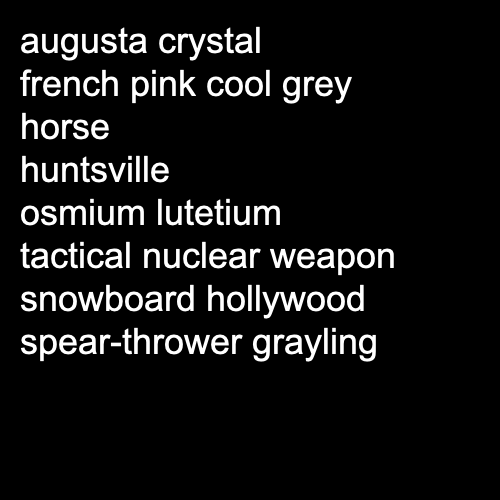 augusta crystal
french pink cool grey
horse
huntsville
osmium lutetium
tactical nuclear weapon
snowboard hollywood
spear-thrower grayling